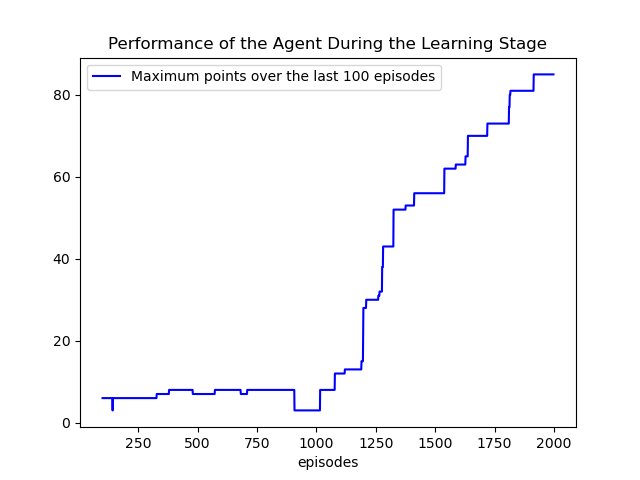 Performance of the Agent During the Learning Stage
Maximum points over the last 100 episodes
80
60
40
20
0
250 500 750 1000 1250 1500 1750 2000
episodes